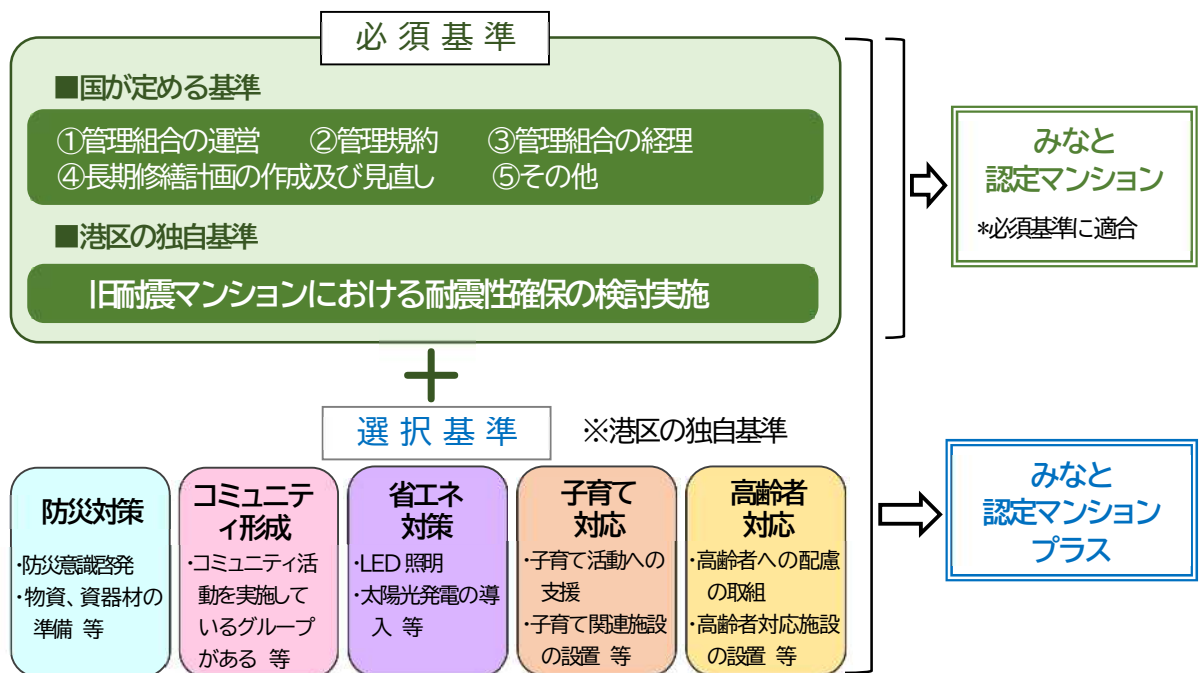 必須基準
■国が定める基準
①管理組合の運営 ②管理規約 ③管理組合の経理
④長期修繕計画の作成及び見直し ⑤その他
■港区の独自基準
旧耐震マンションにおける耐震性確保の検討実施
みなと
認定マンション
*必須基準に適合
+
選択基準 ※港区の独自基準
防災対策
・防災意識啓発
・物資、資器材の
準備 等
コミュニテ
ィ形成
・コミュニティ活
動を実施して
いるグループ
がある 等
省エネ
対策
・LED照明
・太陽光発電の導
入 等
子育て
対応
・子育て活動への
支援
・子育て関連施設
の設置 等
高齢者
対応
・高齢者への配慮
の取組
・高齢者対応施設
の設置 等
みなと
認定マンション
プラス